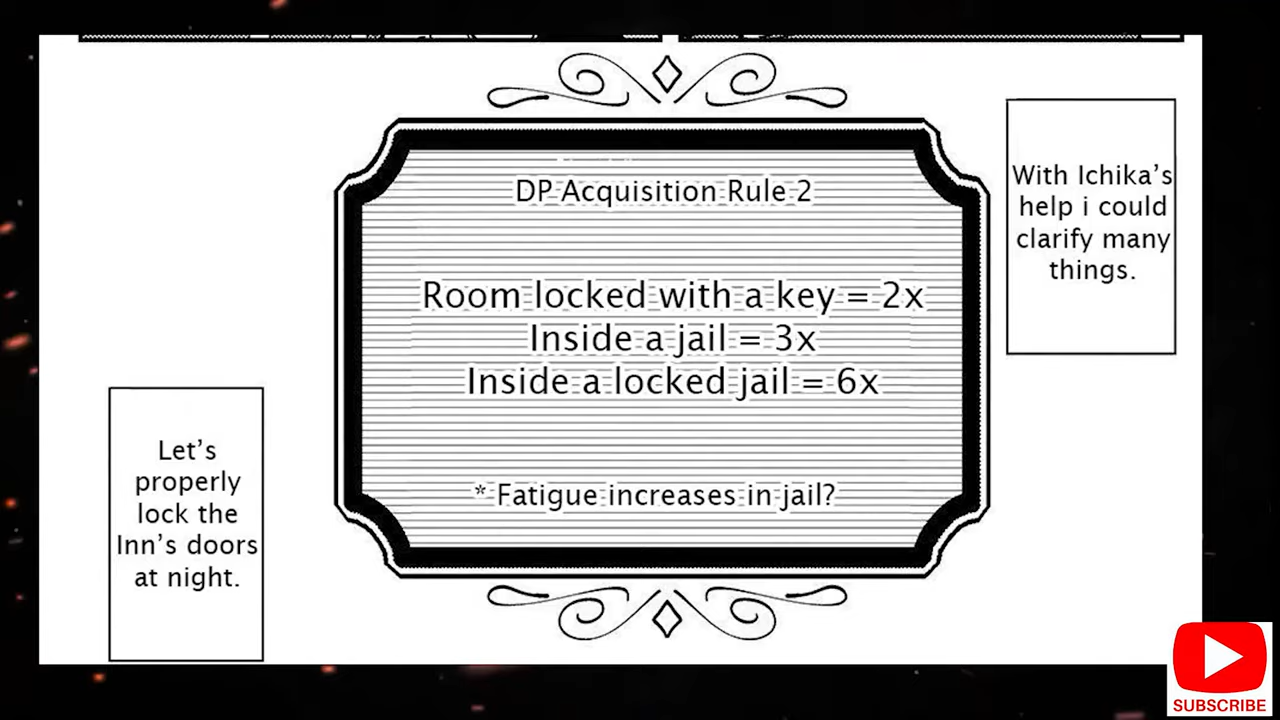 With Ichika's
help i could
clarify many
things.
DP Acquisition Rule 2
Room locked with a key = 2x
Inside a jail = 3x
Inside a locked jail = 6x
* Fatigue increases in jail?
Let's
properly
lock the
Inn's doors
at night.
SUBSCRIBE